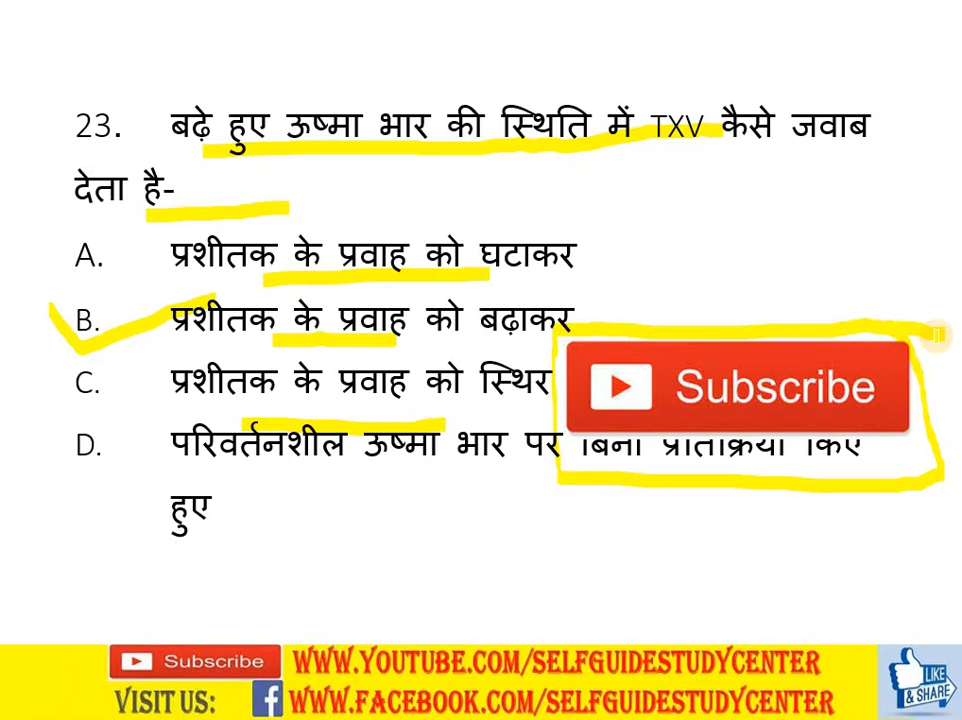 23. बढ़े हुए ऊष्मा भार की स्थिति में TXV कैसे जवाब
देता है-
A. प्रशीतक के प्रवाह को घटाकर
B. प्रशीतक के प्रवाह को बढ़ाकर
C. प्रशीतक के प्रवाह को स्थिर
Subscribe
D. परिवर्तनशील ऊष्मा भार पर बिना प्रतिक्रिया किए
हुए
Subscribe WWW.YOUTUBE.COM/SELFGUIDESTUDYCENTER
VISIT US: f WWW.FACEBOOK.COM/SELFGUIDESTUDYCENTER
LIKE
& SHARE